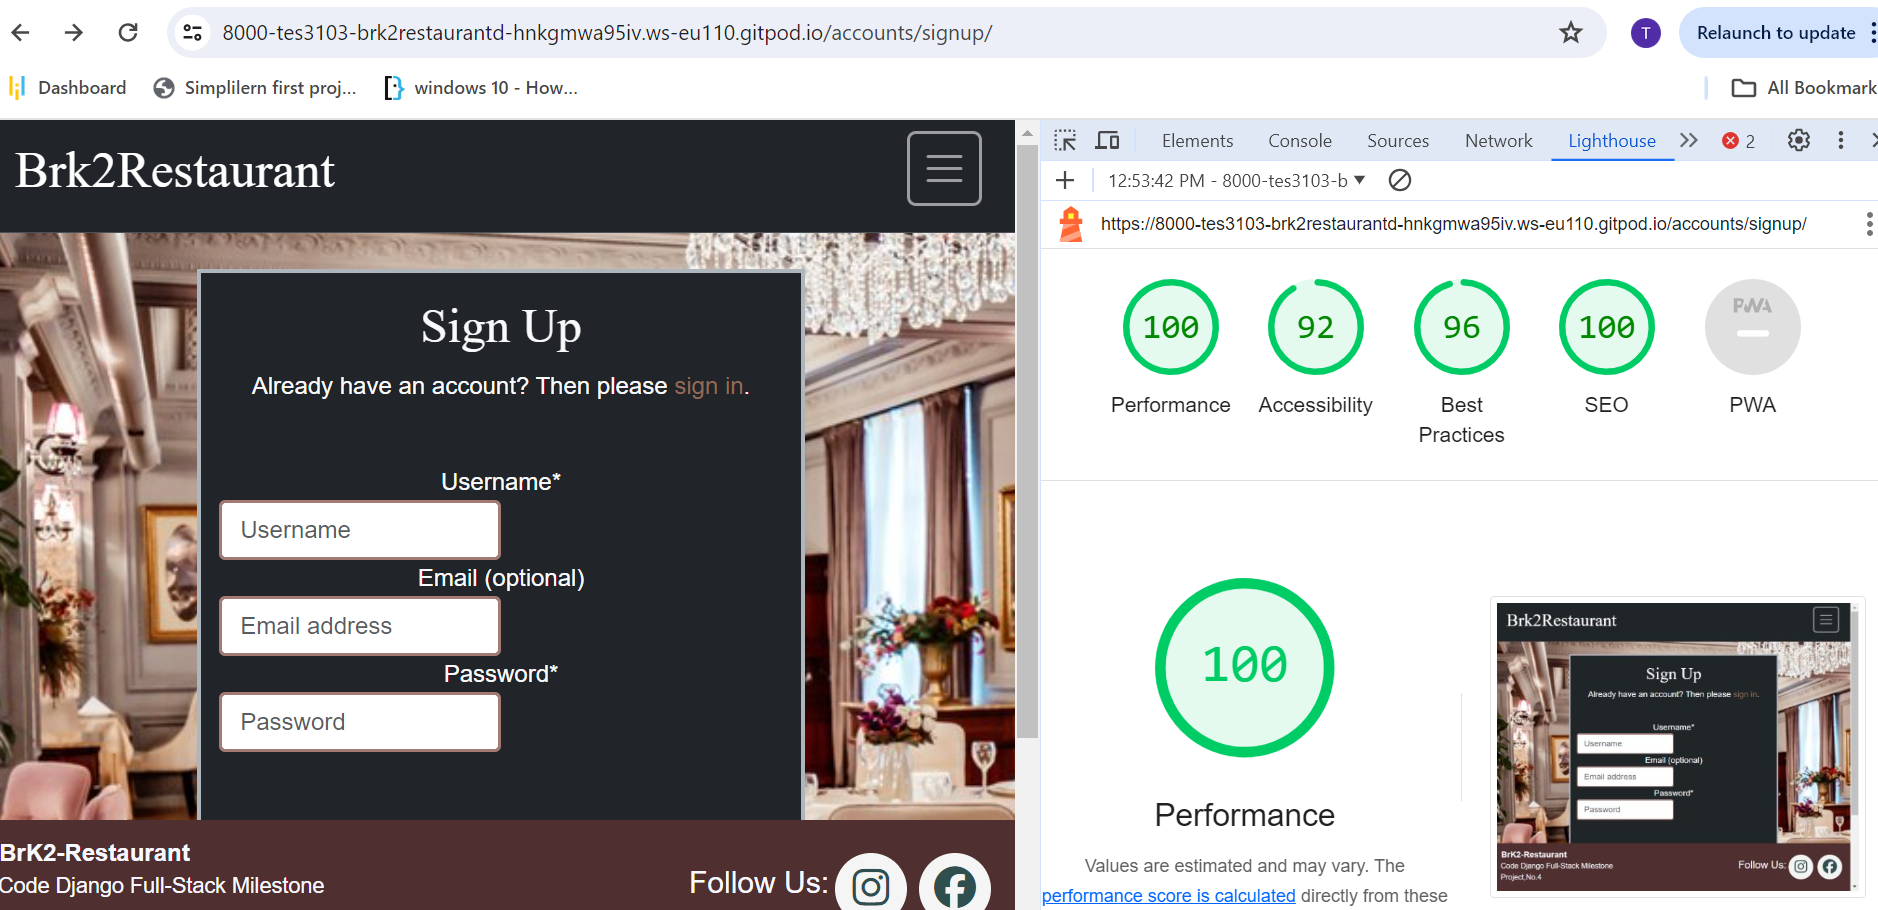 8000-tes3103-brk2restaurantd-hnkgmwa95iv.ws-eu110.gitpod.io/accounts/signup/
T
Relaunch to update
Dashboard
Simplilern first proj...
windows 10 - How...
All Bookmark
Brk2Restaurant
Sign Up
Already have an account? Then please sign in.
Username*
Username
Email (optional)
Email address
Password*
Password
BrK2-Restaurant
Code Django Full-Stack Milestone
Follow Us:
Elements Console Sources Network Lighthouse 2
12:53:42 PM - 8000-tes3103-b
https://8000-tes3103-brk2restaurantd-hnkgmwa95iv.ws-eu110.gitpod.io/accounts/signup/
100 92 96 100 PWA
Performance Accessibility Best Practices SEO PWA
100
Performance
Values are estimated and may vary. The
performance score is calculated directly from these
Brk2Restaurant
Sign Up
Already have an account? Then please sign in.
Username*
Username
Email (optional)
Email address
Password*
Password
BrK2-Restaurant
Code Django Full-Stack Milestone
Project.No.4
Follow Us: